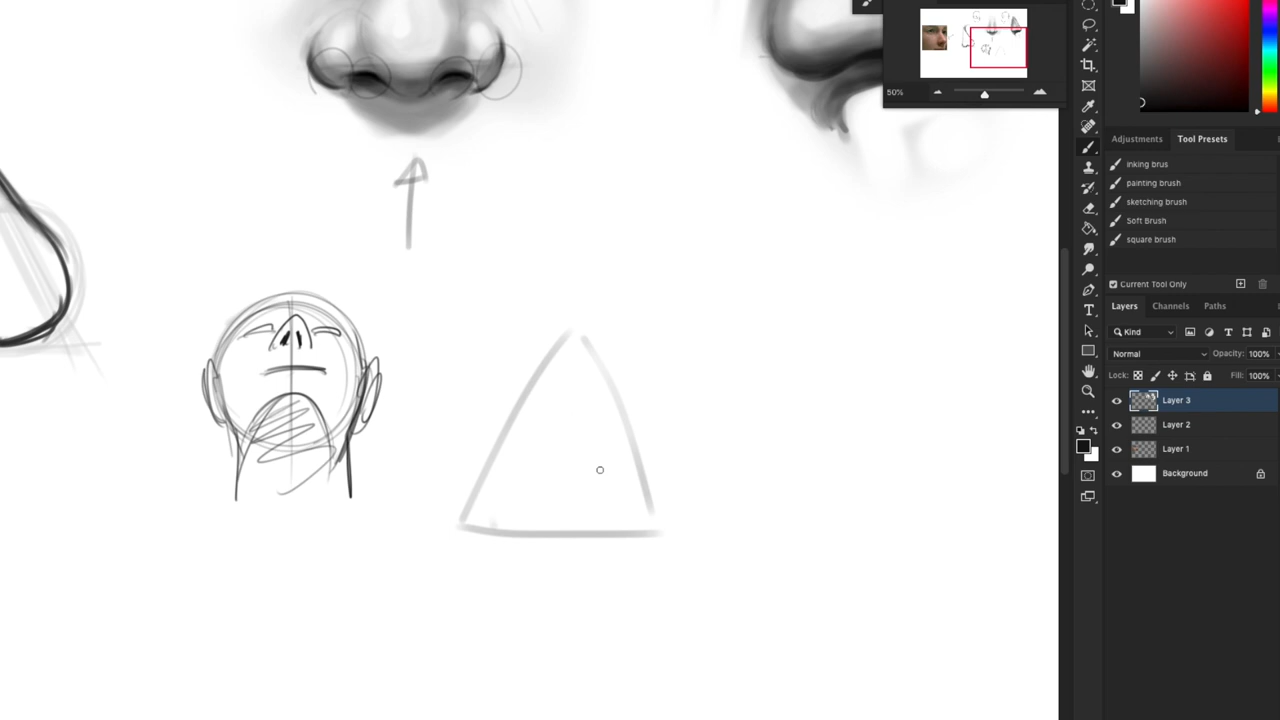 50%
Adjustments Tool Presets
inking brus
painting brush
sketching brush
Soft Brush
square brush
Current Tool Only
Layers Channels Paths
Kind
Normal Opacity: 100%
Lock: Fill: 100%
Layer 3
Layer 2
Layer 1
Background